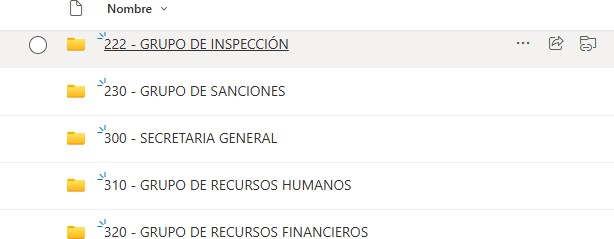 Nombre
222 - GRUPO DE INSPECCIÓN
230 - GRUPO DE SANCIONES
300 - SECRETARIA GENERAL
310 - GRUPO DE RECURSOS HUMANOS
320 - GRUPO DE RECURSOS FINANCIEROS